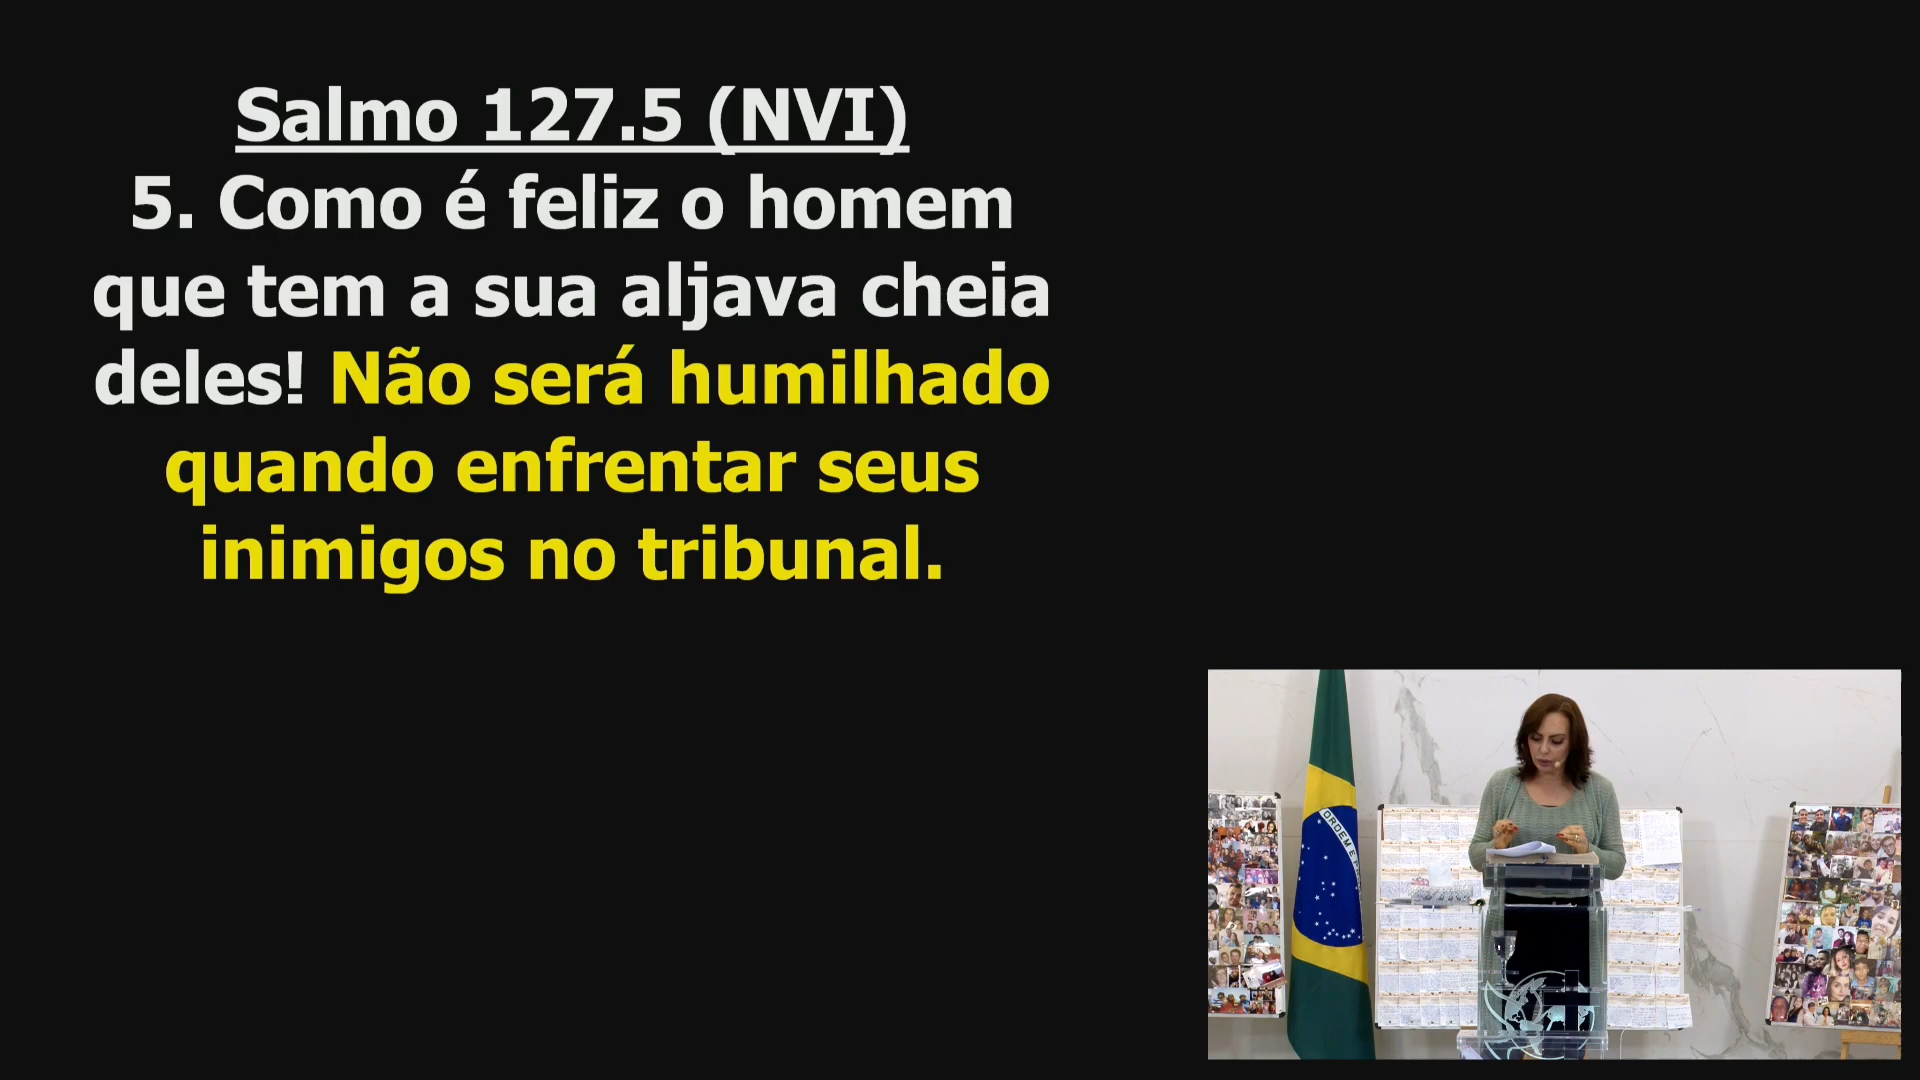 Salmo 127.5 (NVI)
5. Como é feliz o homem
que tem a sua aljava cheia
deles! Não será humilhado
quando enfrentar seus
inimigos no tribunal.
ORDEM E